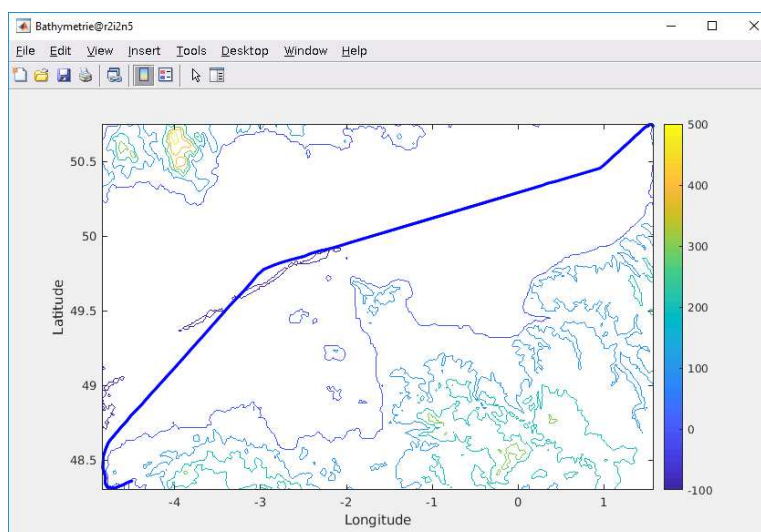 Bathymetrie@r2i2n5
File Edit View Insert Tools Desktop Window Help
50.5
50
49.5
49
48.5
Latitude
-4 -3 -2 -1 0 1
Longitude
500
400
300
200
100
0
-100